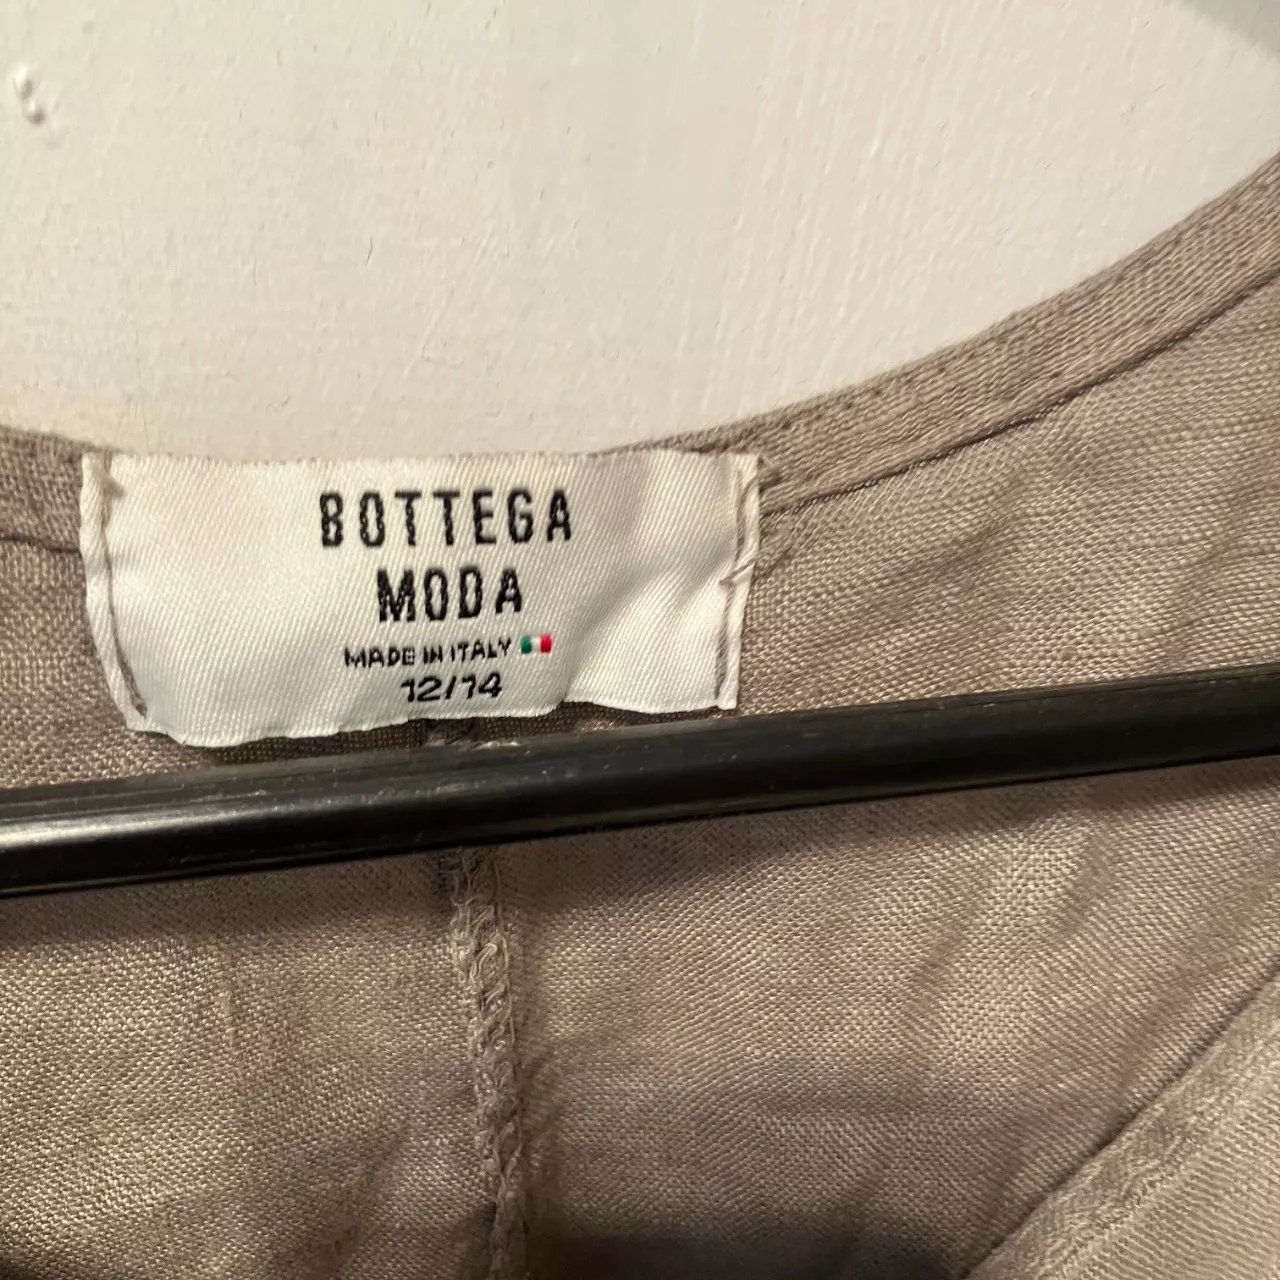 BOTTEGA
MODA
MADE IN ITALY
12/14